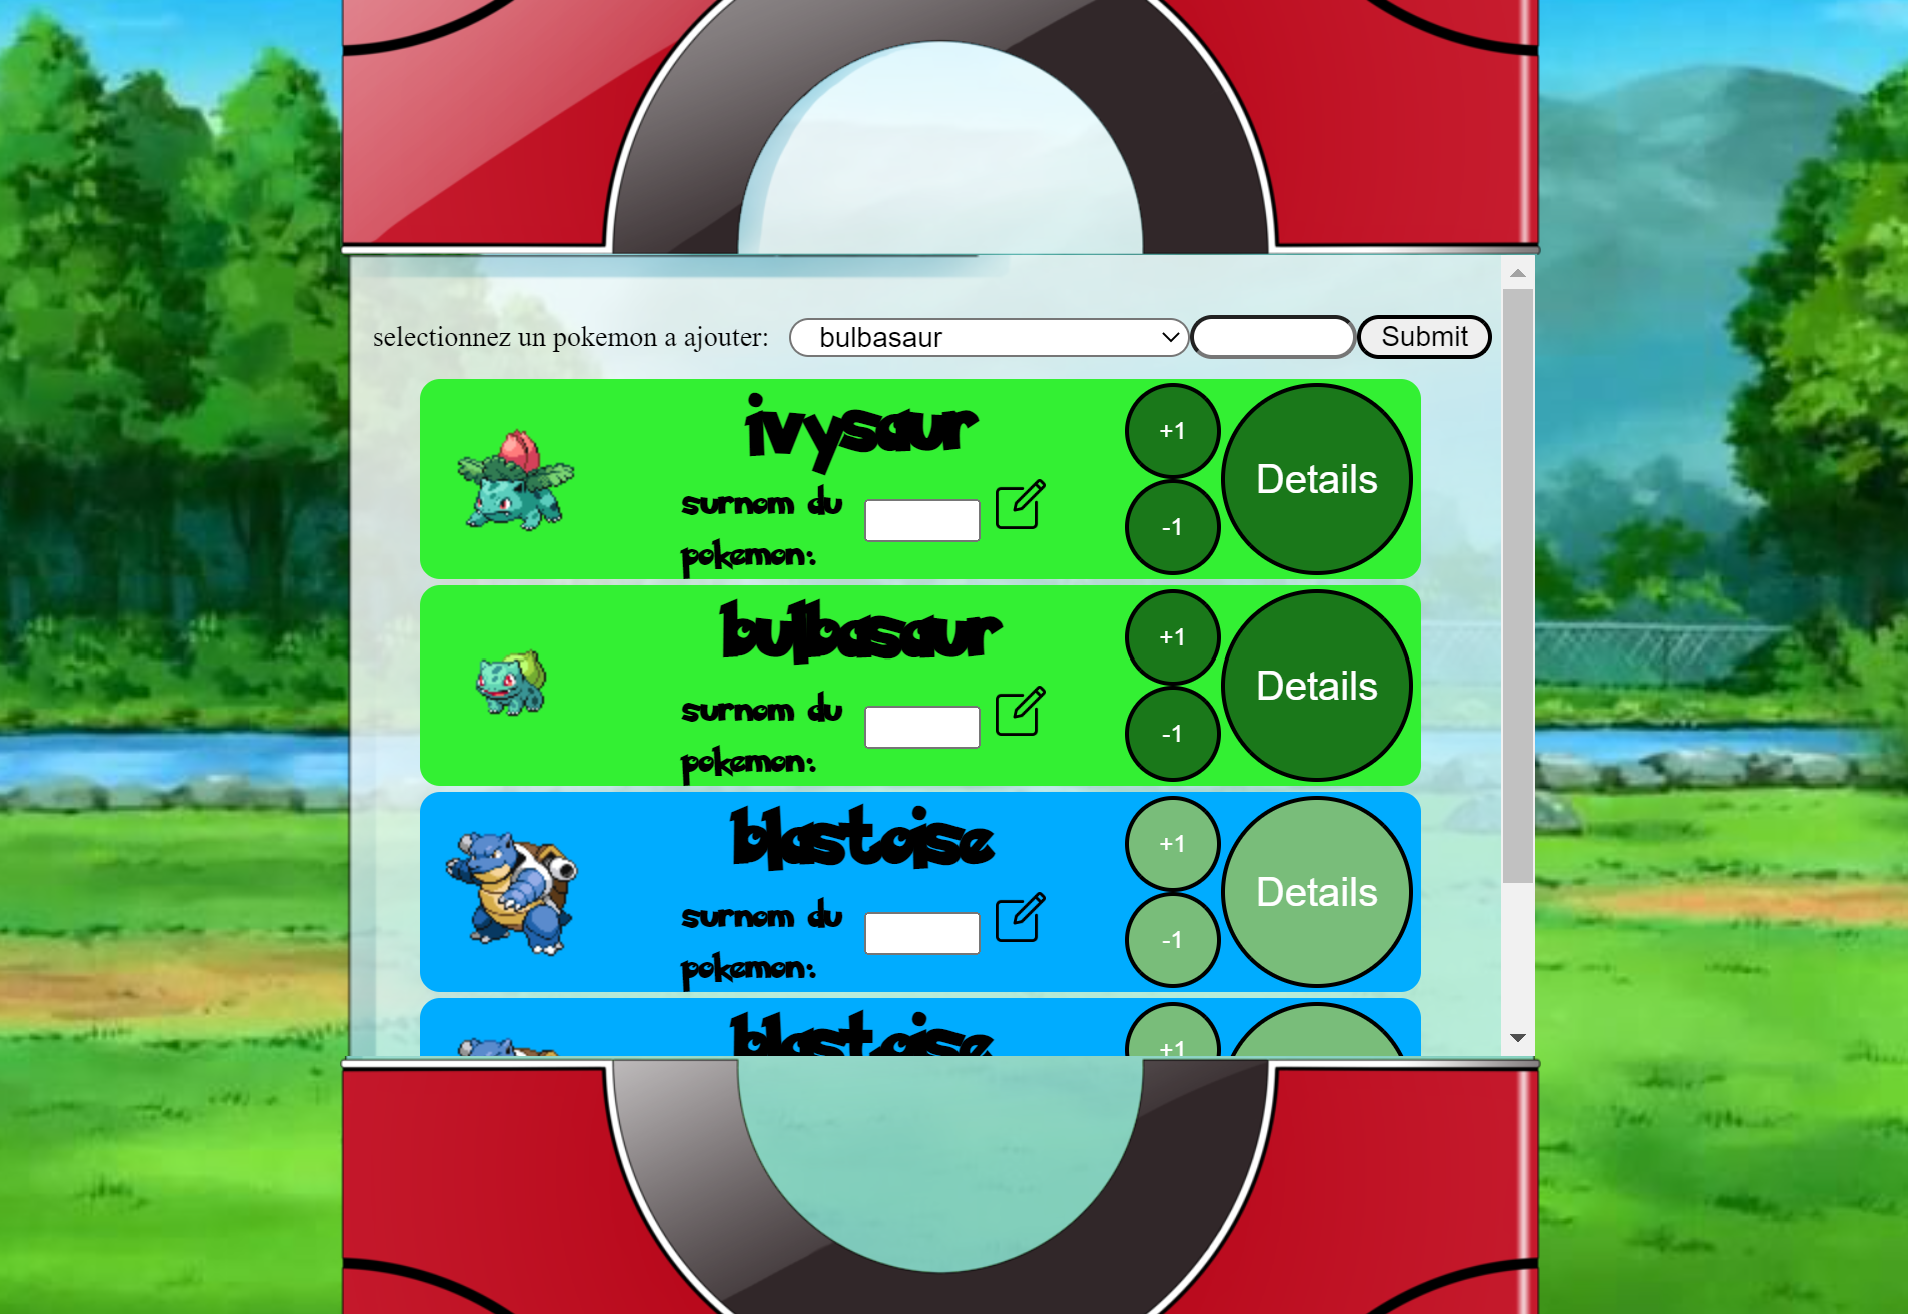 selectionnez un pokemon a ajouter: bulbasaur Submit
ivysaur
+1
Details
surnom du
pokemon:
-1
bulbasaur
+1
Details
surnom du
pokemon:
-1
blastoise
+1
Details
surnom du
pokemon:
-1
blastoise
+1